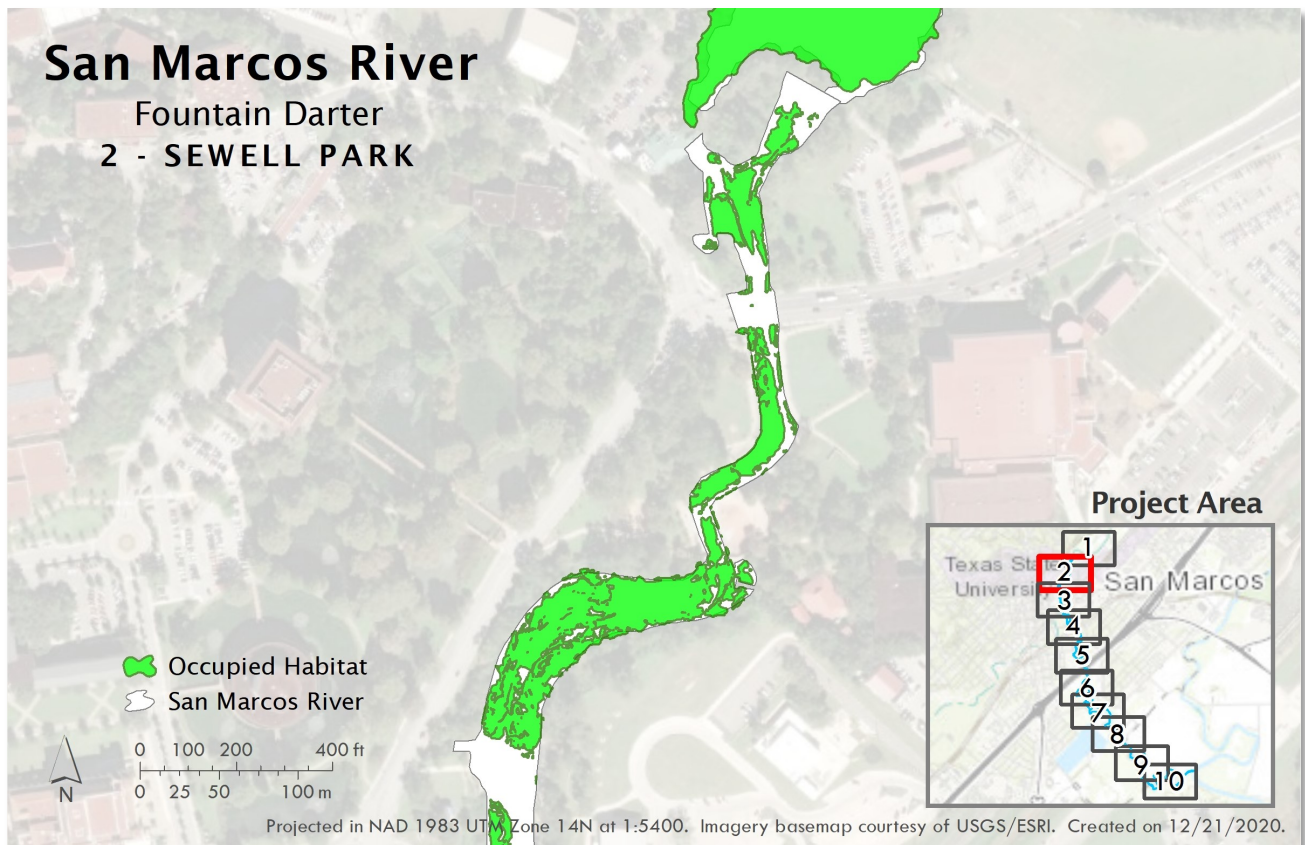 San Marcos River
Fountain Darter
2 - SEWELL PARK
Occupied Habitat
San Marcos River
0 100 200 400 ft
0 25 50 100 m
N
Project Area
Texas State
University
San Marcos
1
2
3
4
5
6
7
8
9
10
Projected in NAD 1983 UTM Zone 14N at 1:5400. Imagery basemap courtesy of USGS/ESRI. Created on 12/21/2020.